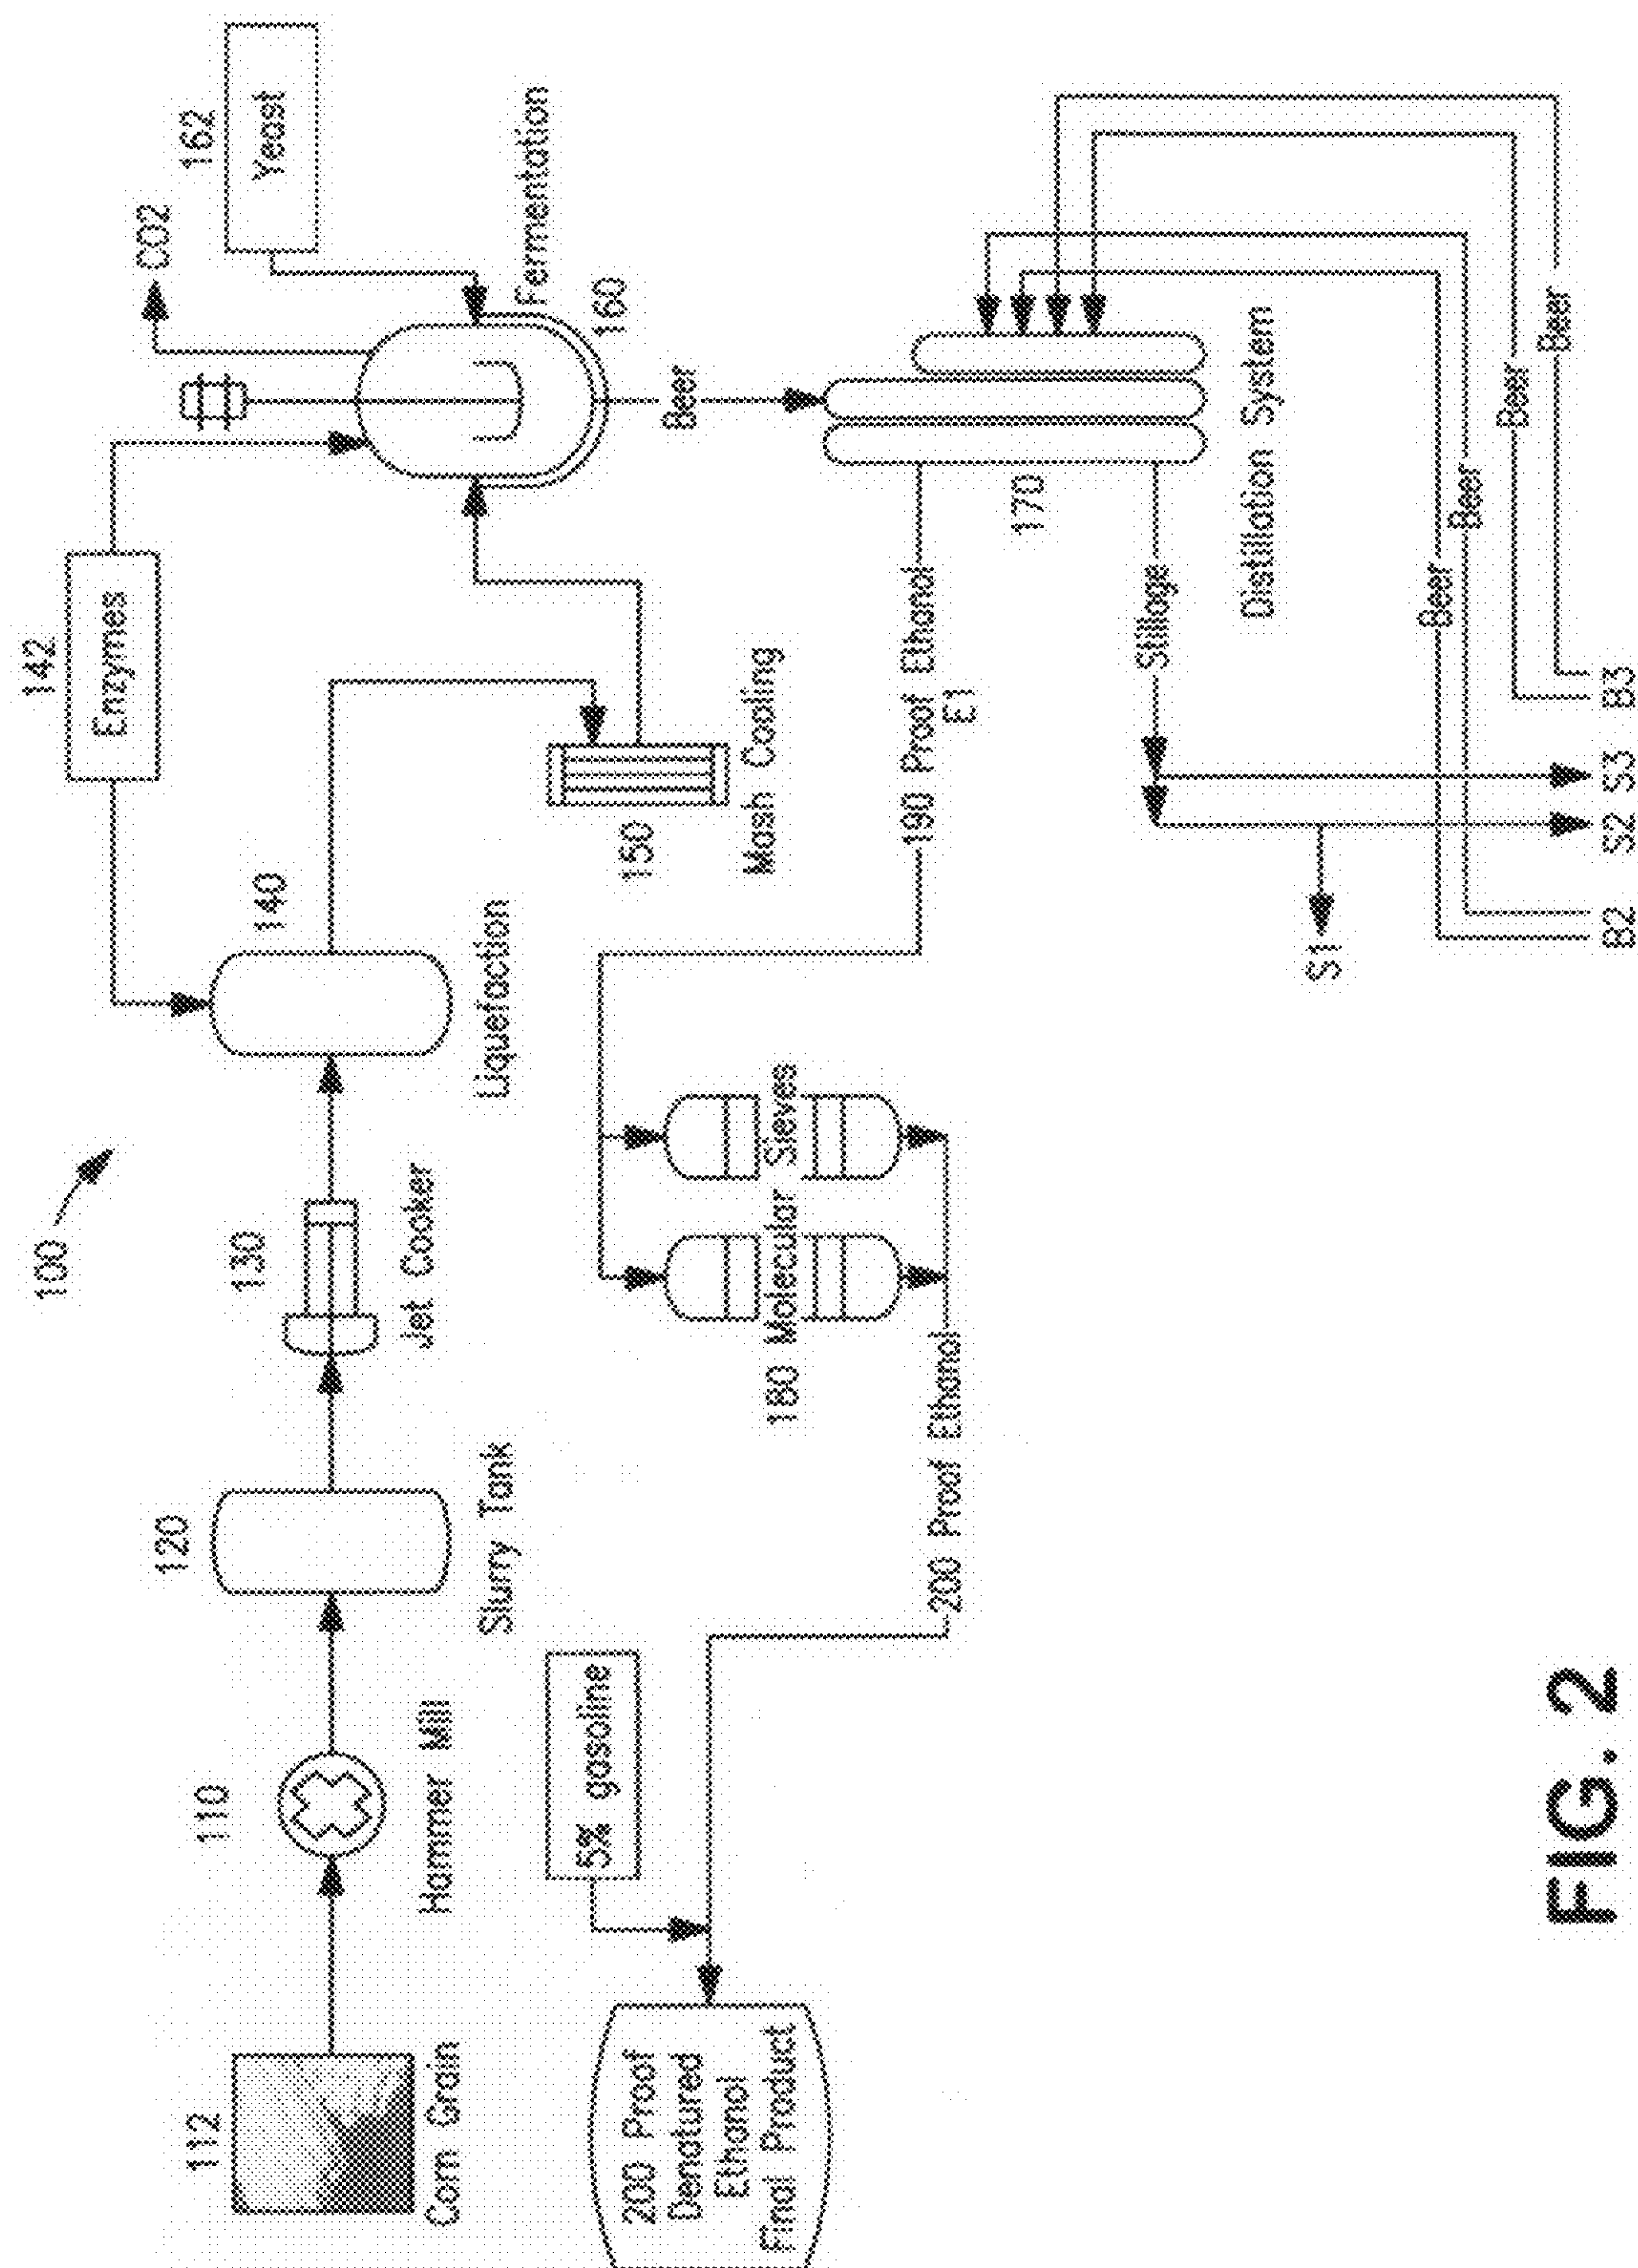 100
112
Corn Grain
110
Hammer Mill
120
Slurry Tank
130
Jet Cooker
140
Liquefaction
142
Enzymes
CO2
162
Yeast
Fermentation
160
150
Mash Cooling
Beer
5% gasoline
200 Proof
Denatured
Ethanol
Final Product
200 Proof Ethanol
180 Molecular Sieves
190 Proof Ethanol
E1
170
Stillage
Distillation System
S1
Beer
Beer
Beer
Beer
B2
S2
S3
B3
FIG. 2